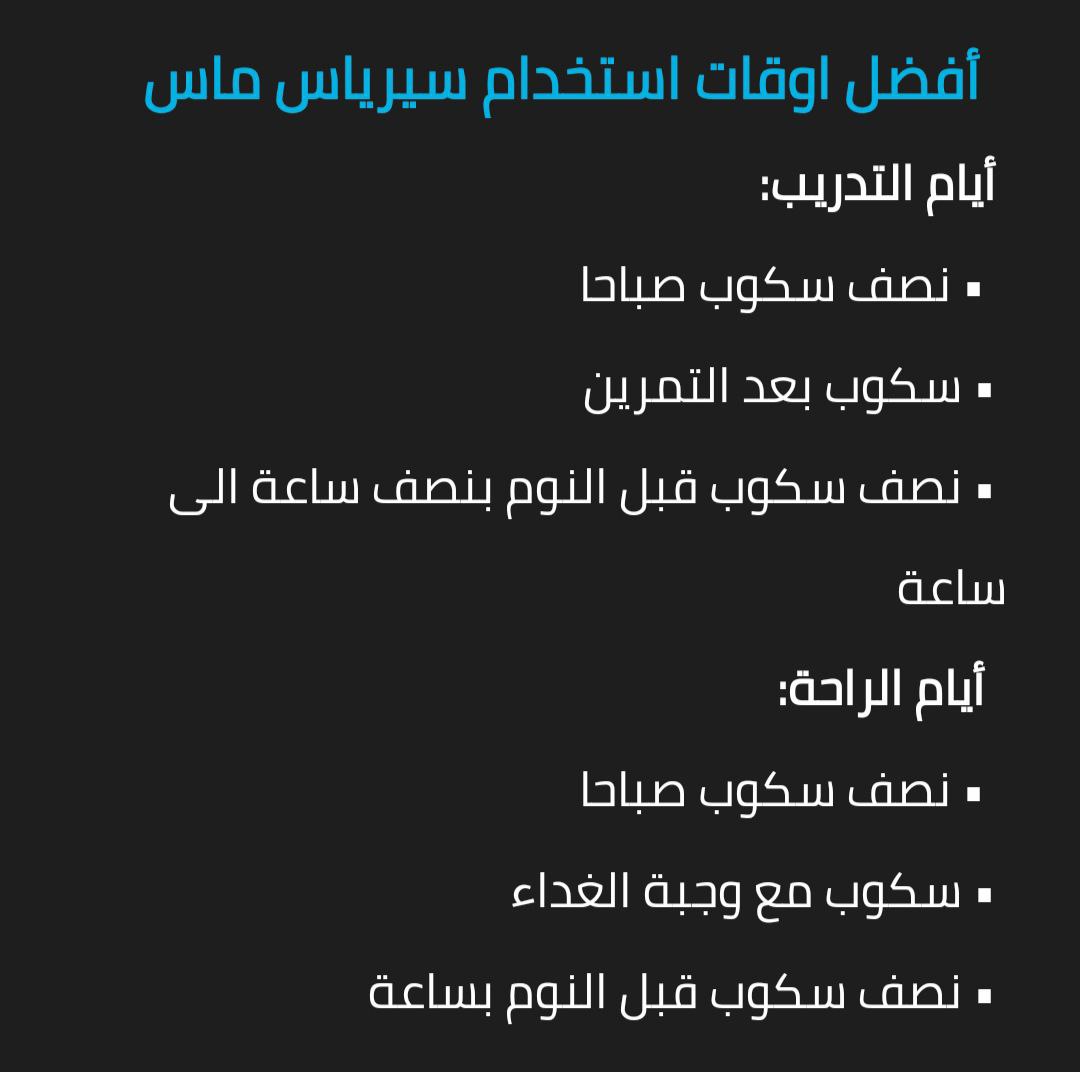 أفضل اوقات استخدام سيرياس ماس
أيام التدريب:
▪ نصف سكوب صباحا
▪ سكوب بعد التمرين
▪ نصف سكوب قبل النوم بنصف ساعة الى
ساعة
أيام الراحة:
▪ نصف سكوب صباحا
▪ سكوب مع وجبة الغداء
▪ نصف سكوب قبل النوم بساعة